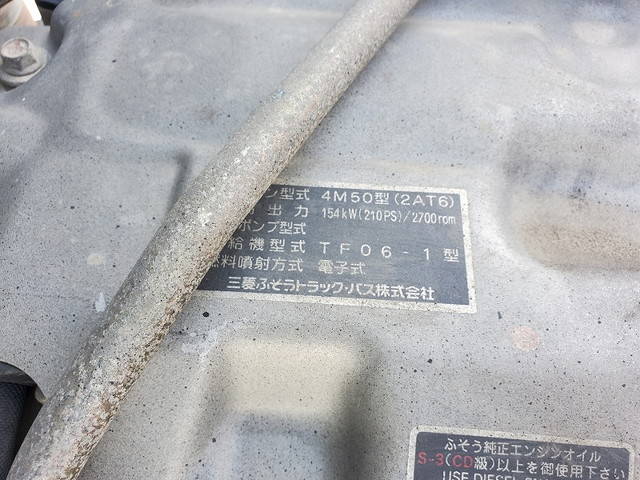 ン型式 4M50型(2AT6)
出力 154kW(210PS)/2700rpm
ポンプ型式
給機型式 TF06-1型
燃料噴射方式 電子式
三菱ふそうトラック・バス株式会社
ふそう純正エンジンオイル
S-3(CD級)以上を御使用下さい
USE DIESEL